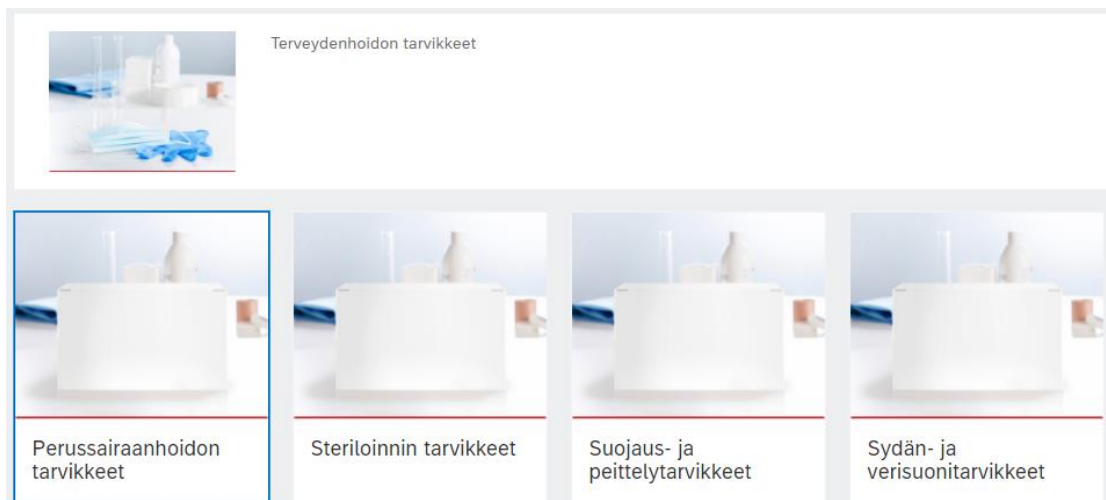 Terveydenhoidon tarvikkeet
Perussairaanhoidon
tarvikkeet
Steriloinnin tarvikkeet
Suojaus- ja
peittelytarvikkeet
Sydän- ja
verisuonitarvikkeet